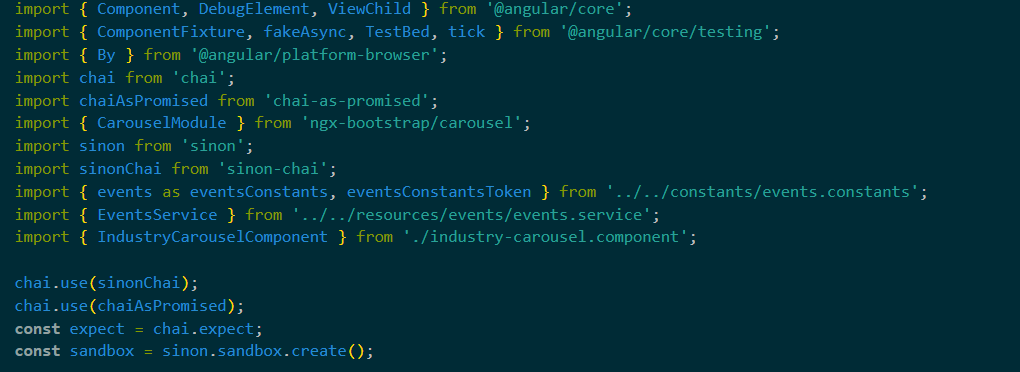 import { Component, DebugElement, ViewChild } from '@angular/core';
import { ComponentFixture, fakeAsync, TestBed, tick } from '@angular/core/testing';
import { By } from '@angular/platform-browser';
import chai from 'chai';
import chaiAsPromised from 'chai-as-promised';
import { CarouselModule } from 'ngx-bootstrap/carousel';
import sinon from 'sinon';
import sinonChai from 'sinon-chai';
import { events as eventsConstants, eventsConstantsToken } from '../../constants/events.constants';
import { EventsService } from '../../resources/events/events.service';
import { IndustryCarouselComponent } from './industry-carousel.component';

chai.use(sinonChai);
chai.use(chaiAsPromised);
const expect = chai.expect;
const sandbox = sinon.sandbox.create();